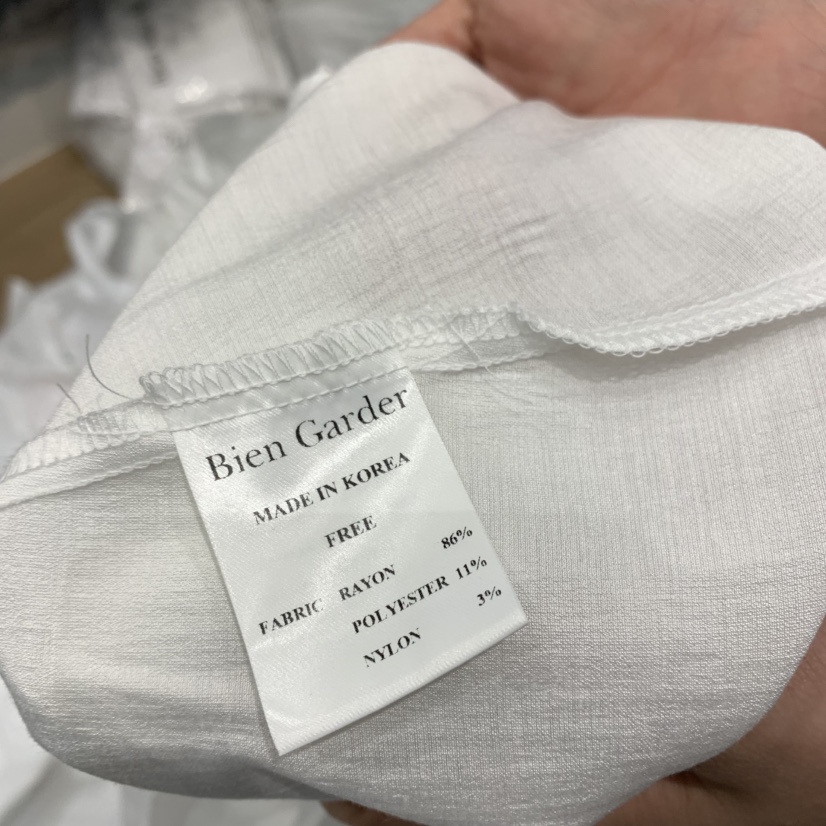 Bien Garder
MADE IN KOREA
FREE
FABRIC RAYON 86%
POLYESTER 11%
NYLON 3%